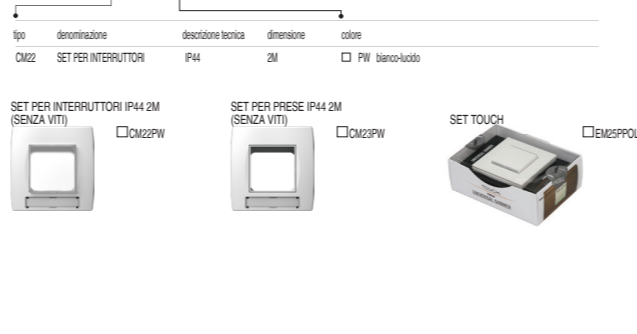 tipo denominazione descrizione tecnica dimensione colore
CM22 SET PER INTERRUTTORI IP44 2M PW bianco-lucido
SET PER INTERRUTTORI IP44 2M
(SENZA VITI)
CM22PW
SET PER PRESE IP44 2M
(SENZA VITI)
CM23PW
SET TOUCH
EM25PPOL